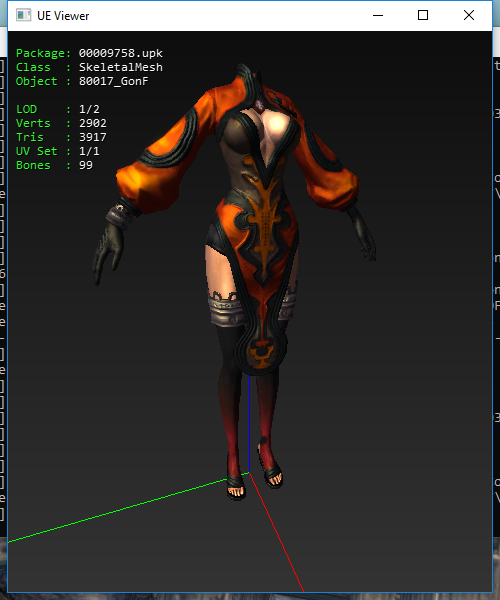 UE Viewer
Package: 00009758.upk
Class : SkeletalMesh
Object : 80017_GonF
LOD : 1/2
Verts : 2902
Tris : 3917
UV Set : 1/1
Bones : 99